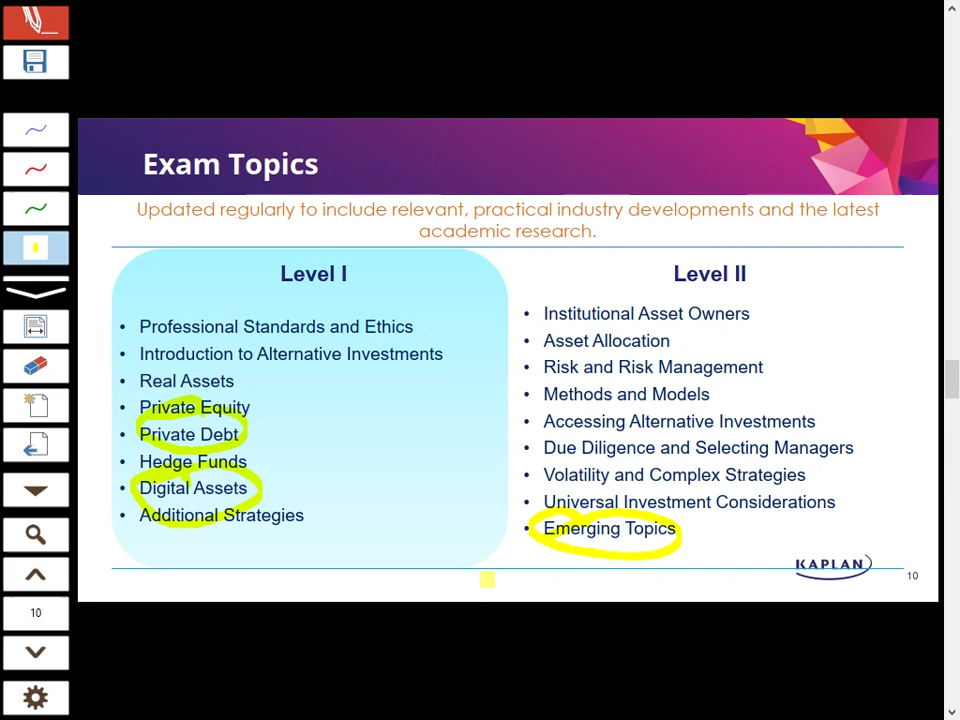 Exam Topics
Updated regularly to include relevant, practical industry developments and the latest
academic research.
Level I
• Professional Standards and Ethics
• Introduction to Alternative Investments
• Real Assets
• Private Equity
• Private Debt
• Hedge Funds
• Digital Assets
• Additional Strategies
Level II
• Institutional Asset Owners
• Asset Allocation
• Risk and Risk Management
• Methods and Models
• Accessing Alternative Investments
• Due Diligence and Selecting Managers
• Volatility and Complex Strategies
• Universal Investment Considerations
• Emerging Topics
KAPLAN
10
10